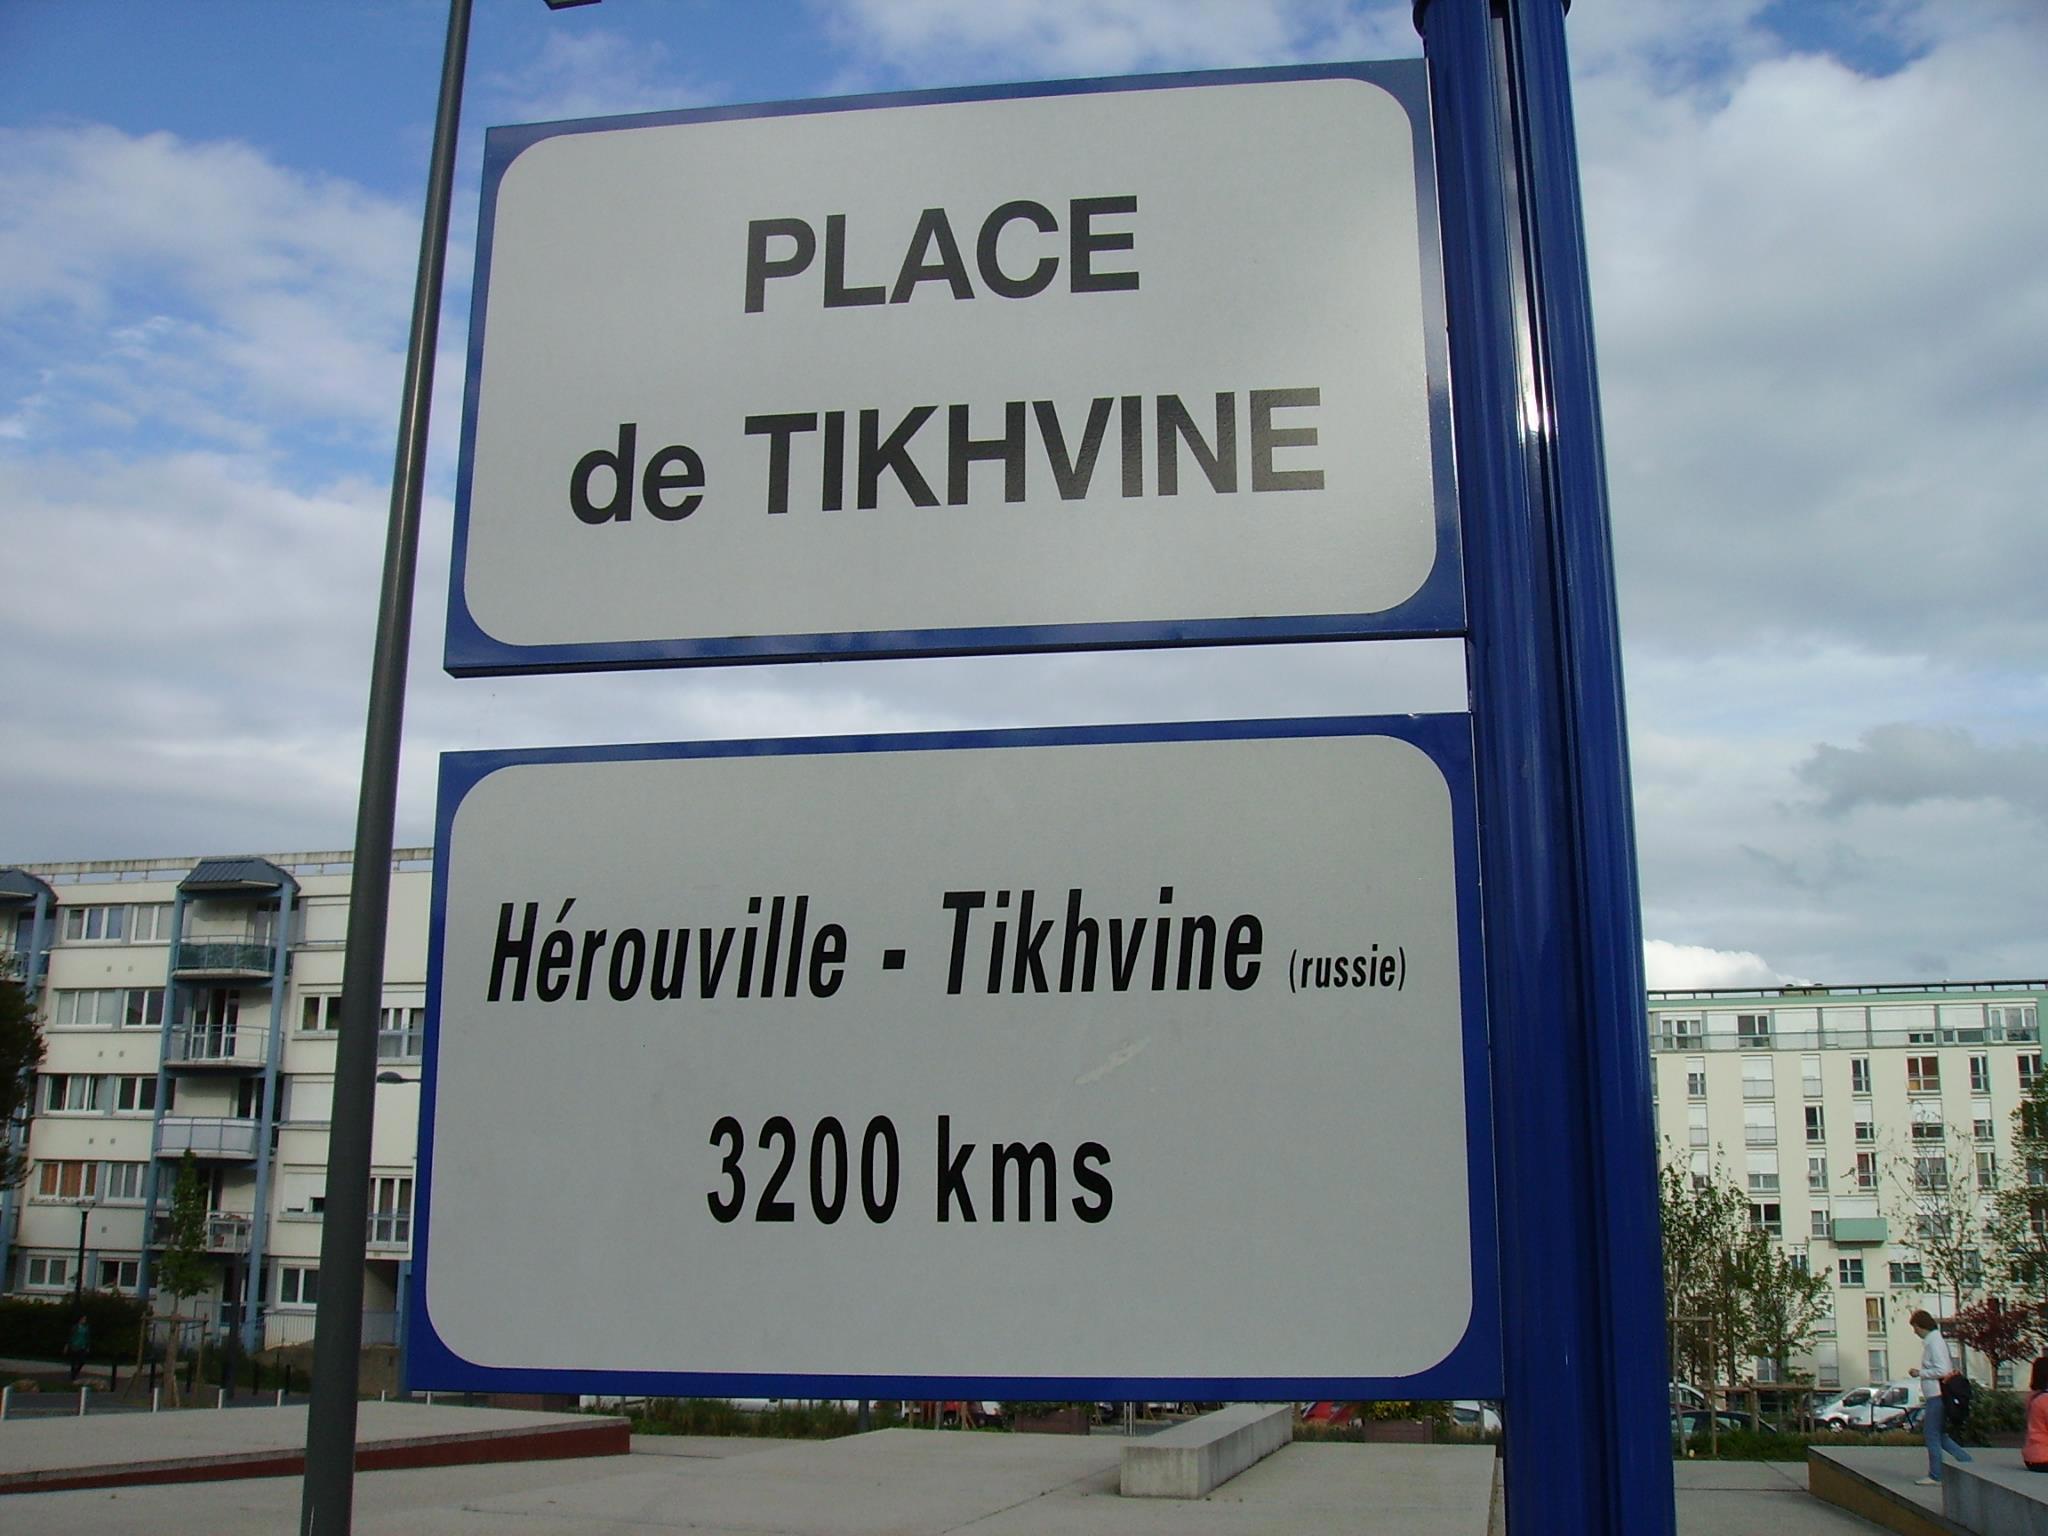 PLACE
de TIKHVINE
Hérouville - Tikhvine (russie)
3200 kms